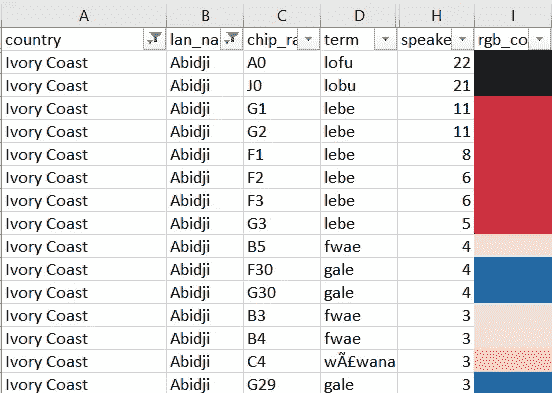 A B C D H I
country lan_na chip_ra term speake rgb_co
Ivory Coast Abidji A0 lofu 22
Ivory Coast Abidji J0 lobu 21
Ivory Coast Abidji G1 lebe 11
Ivory Coast Abidji G2 lebe 11
Ivory Coast Abidji F1 lebe 8
Ivory Coast Abidji F2 lebe 6
Ivory Coast Abidji F3 lebe 6
Ivory Coast Abidji G3 lebe 5
Ivory Coast Abidji B5 fwae 4
Ivory Coast Abidji F30 gale 4
Ivory Coast Abidji G30 gale 4
Ivory Coast Abidji B3 fwae 3
Ivory Coast Abidji B4 fwae 3
Ivory Coast Abidji C4 wÃ£wana 3
Ivory Coast Abidji G29 gale 3